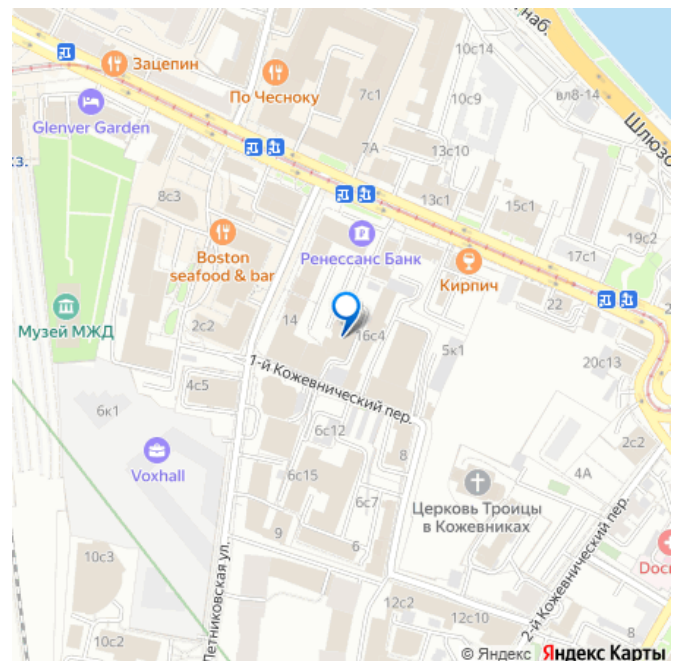 наб.
10с14
Зацепин
По Чесноку
7с1
10с9
вл8-14
Шлюзо
Glenver Garden
7А
13с10
кз.
8с3
13с1
15с1
19с2
Boston
seafood & bar
Ренессанс Банк
17с1
Кирпич
22
Музей МЖД
2с2
14
16с4
5к1
20с13
1-й Кожевнический пер.
4с5
6к1
6с12
2с2
Voxhall
8
4А
6с15
6с7
Церковь Троицы
в Кожевниках
2-й Кожевнический пер.
9
6
Doc
10с3
Летниковская ул.
12с2
12с10
8
10с2
© Яндекс Яндекс Карты